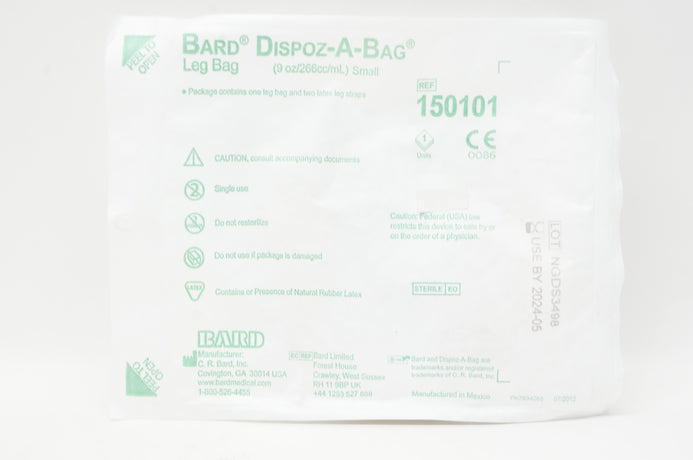 PEEL TO
OPEN
BARD® DISPOZ-A-BAG®
Leg Bag (9 oz/266cc/mL) Small
● Package contains one leg bag and two latex leg straps
REF
150101
1
Units
CE
0086
CAUTION, consult accompanying documents
2
Single use
Do not resterilize
Do not use if package is damaged
LATEX
Contains or Presence of Natural Rubber Latex
Caution: Federal (USA) law
restricts this device to sale by or
on the order of a physician.
STERILE EO
LOT NGDS3498
USE BY 2024-05
BARD
Manufacturer:
C. R. Bard, Inc.
Covington, GA 30014 USA
www.bardmedical.com
1-800-526-4455
EC REP Bard Limited
Forest House
Crawley, West Sussex
RH 11 9BP UK
+44 1293 527 888
Bard and Dispoz-A-Bag are
trademarks and/or registered
trademarks of C. R. Bard, Inc.
Manufactured in Mexico
07/2012
PEEL TO
OPEN